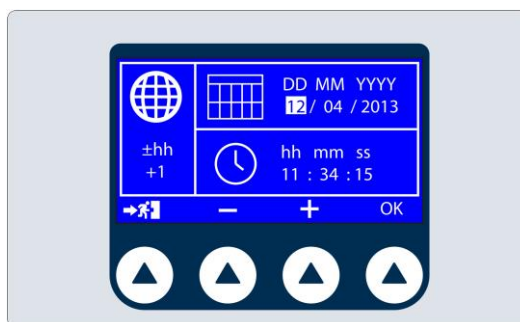 DD MM YYYY
12/ 04 / 2013
±hh
+1
hh mm ss
11 : 34 : 15
OK